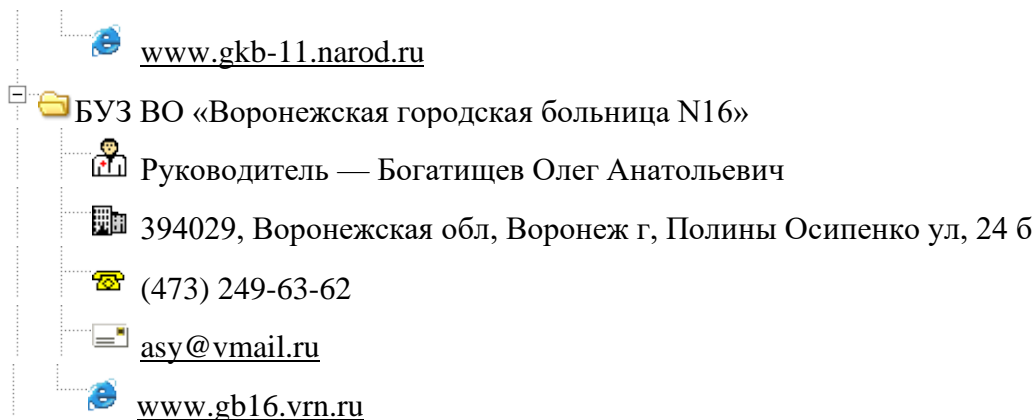 www.gkb-11.narod.ru
БУЗ ВО «Воронежская городская больница N16»
Руководитель — Богатищев Олег Анатольевич
394029, Воронежская обл, Воронеж г, Полины Осипенко ул, 24 б
(473) 249-63-62
asy@vmail.ru
www.gb16.vrn.ru